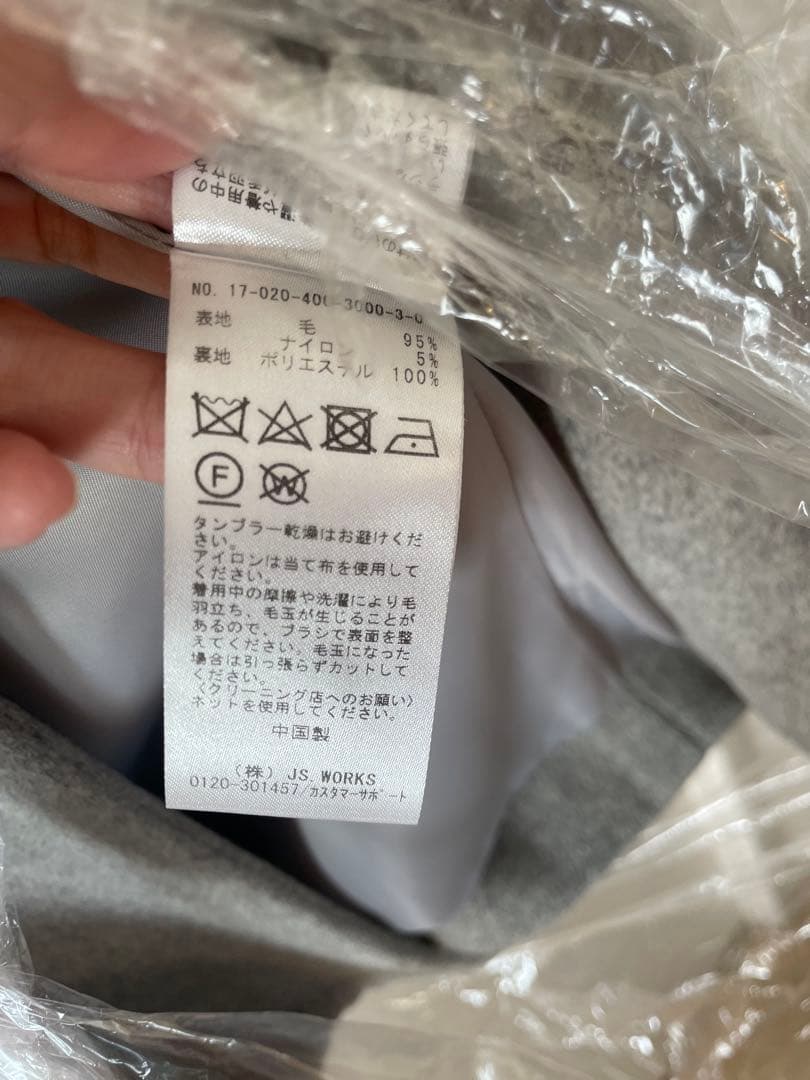 着用中の
NO. 17-020-400-3000-3-0
表地 毛 95%
ナイロン 5%
裏地 ポリエステル 100%
F
W
タンブラー乾燥はお避けくだ
さい。
アイロンは当て布を使用して
ください。
着用中の摩擦や洗濯により毛
羽立ち、毛玉が生じることが
あるので、ブラシで表面を整
えてください。毛玉になった
場合は引っ張らずカットして
ください。
〈クリーニング店へのお願い〉
ネットを使用してください。
中国製
(株) JS.WORKS
0120-301457/カスタマーサポート